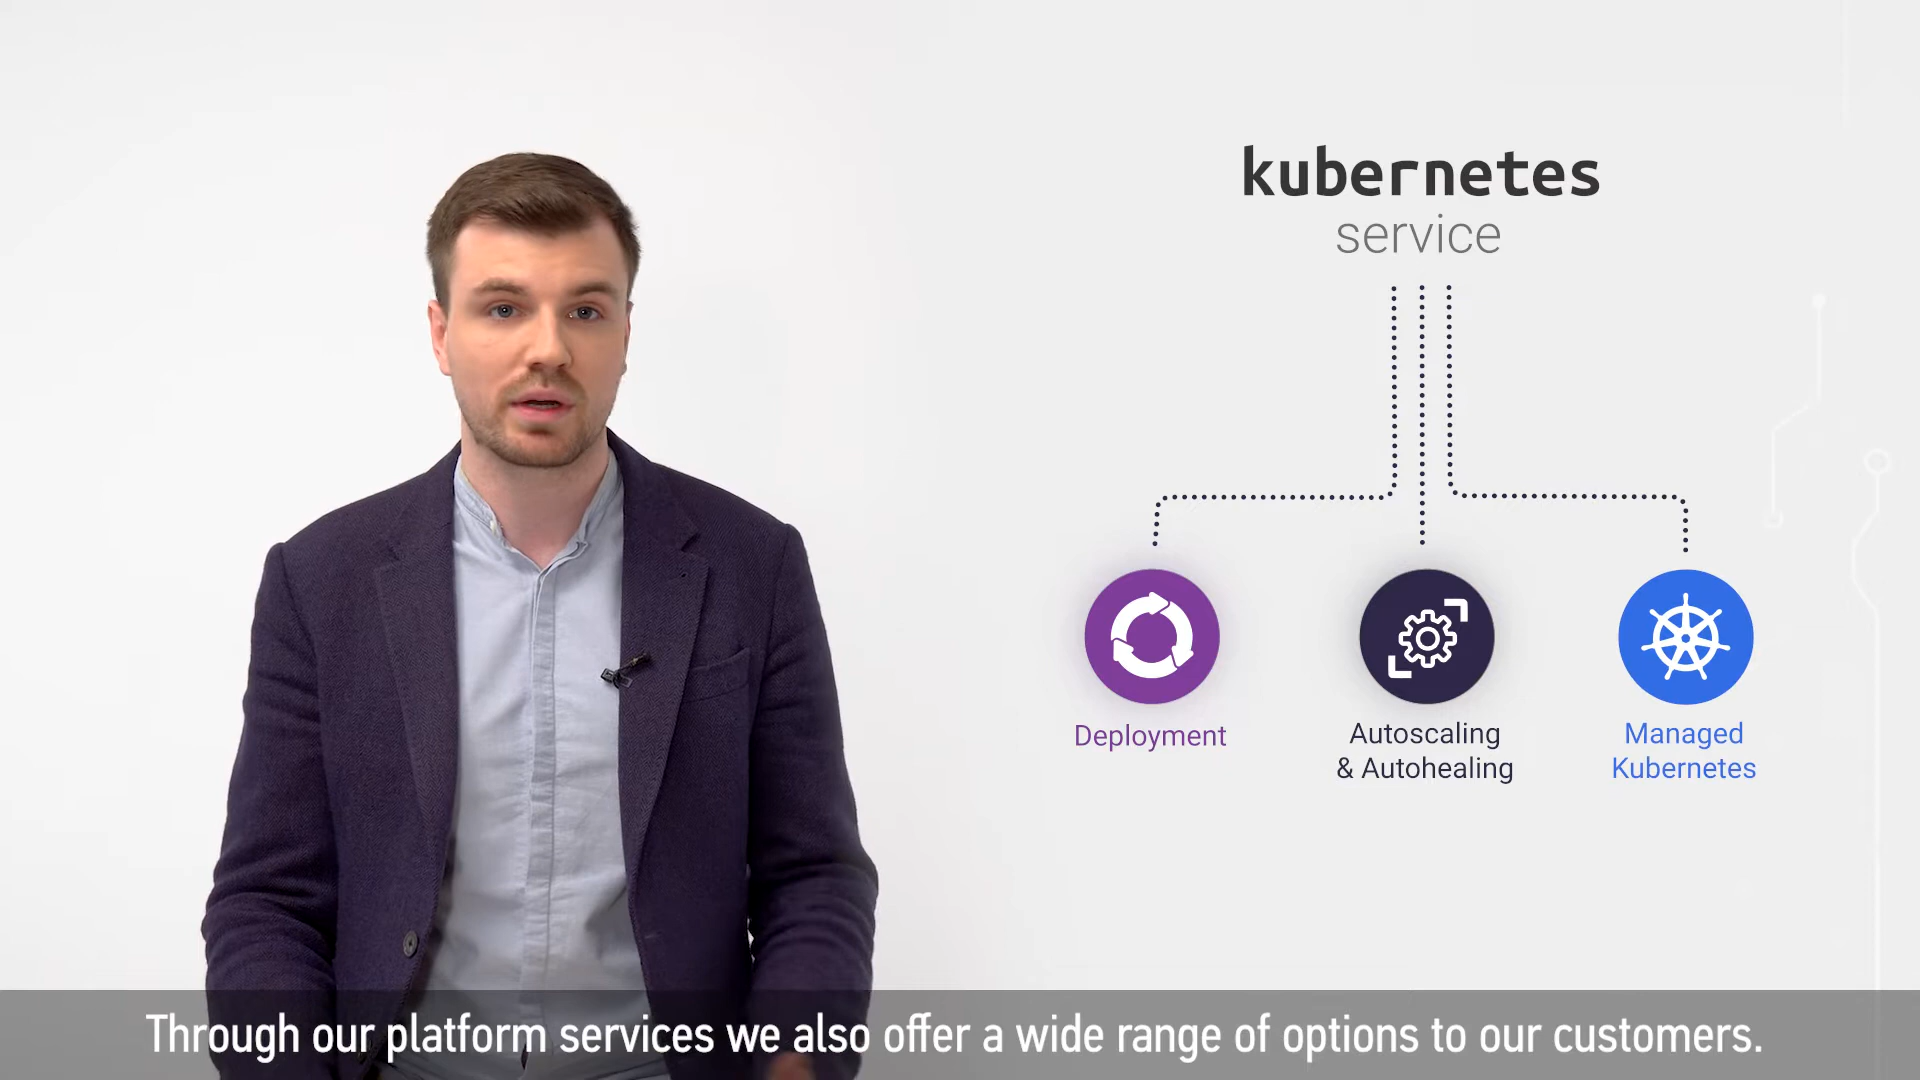 kubernetes
service
Deployment
Autoscaling
& Autohealing
Managed
Kubernetes
Through our platform services we also offer a wide range of options to our customers.